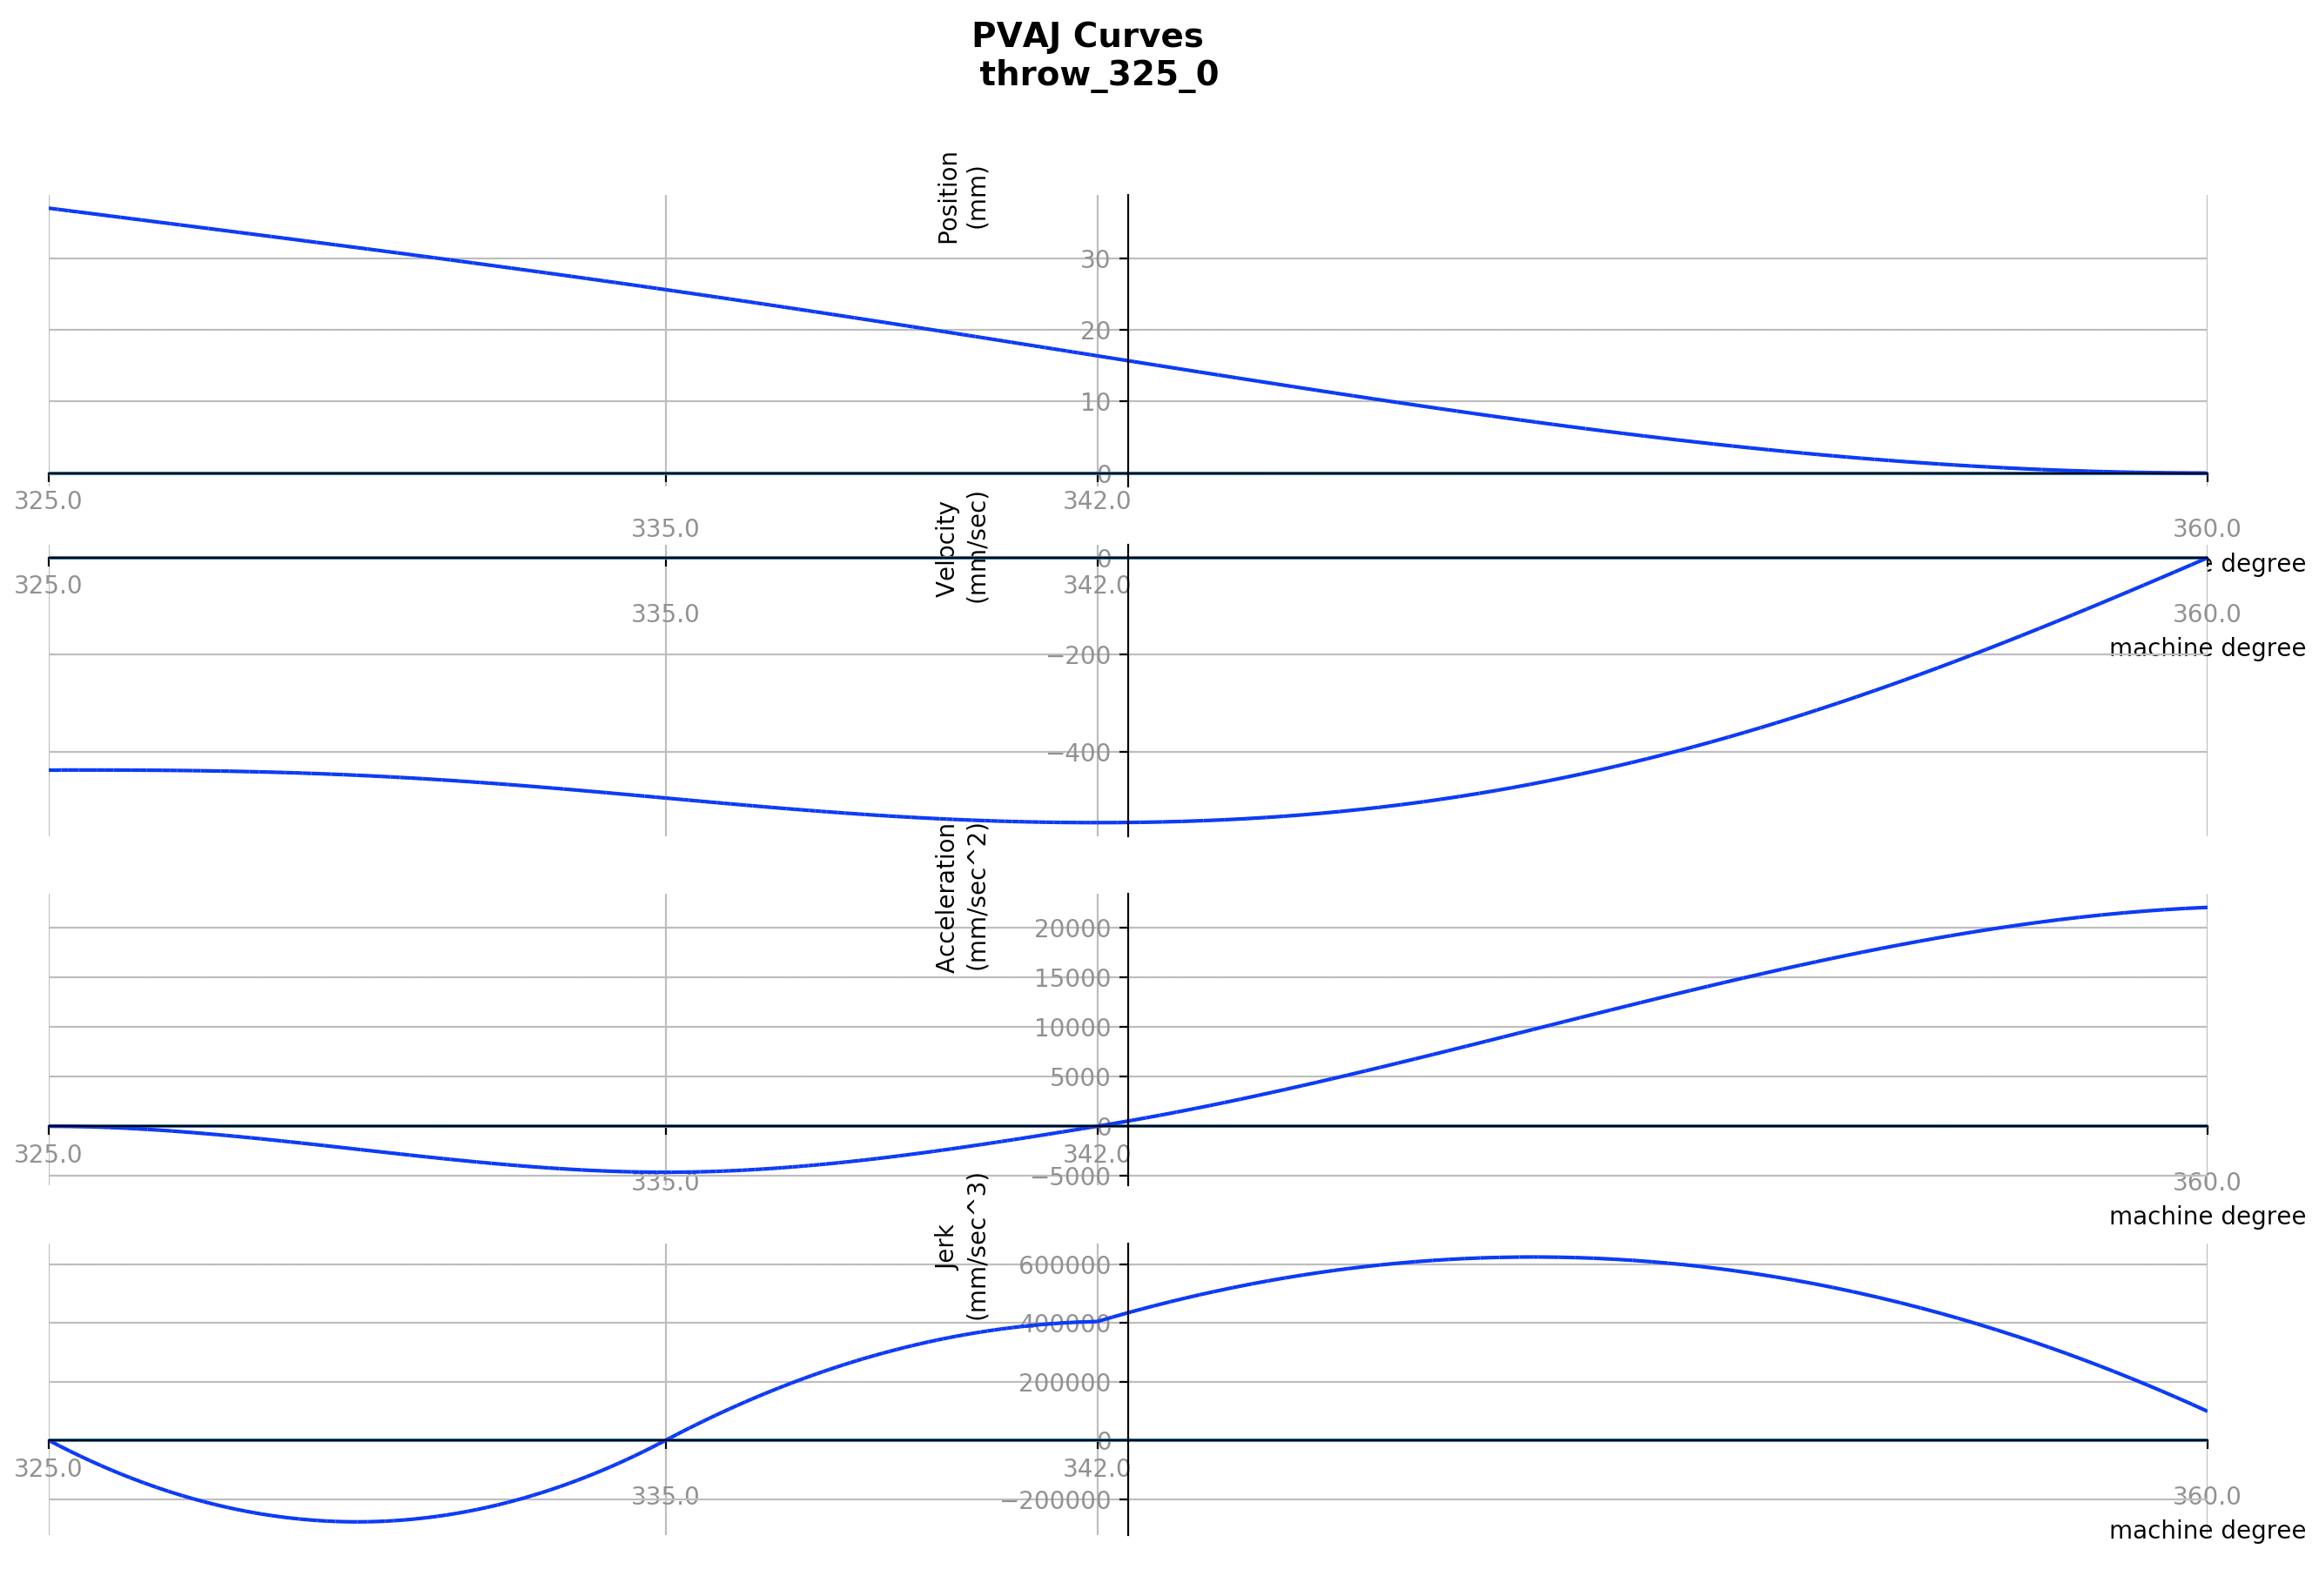 PVAJ Curves
throw_325_0
Position
(mm)
30
20
10
0
325.0
342.0
335.0
360.0
degree
Velocity
(mm/sec)
0
325.0
342.0
335.0
360.0
machine degree
−200
−400
Acceleration
(mm/sec^2)
20000
15000
10000
5000
0
325.0
342.0
−5000
335.0
360.0
machine degree
Jerk
(mm/sec^3)
600000
400000
200000
0
325.0
342.0
335.0
−200000
360.0
machine degree